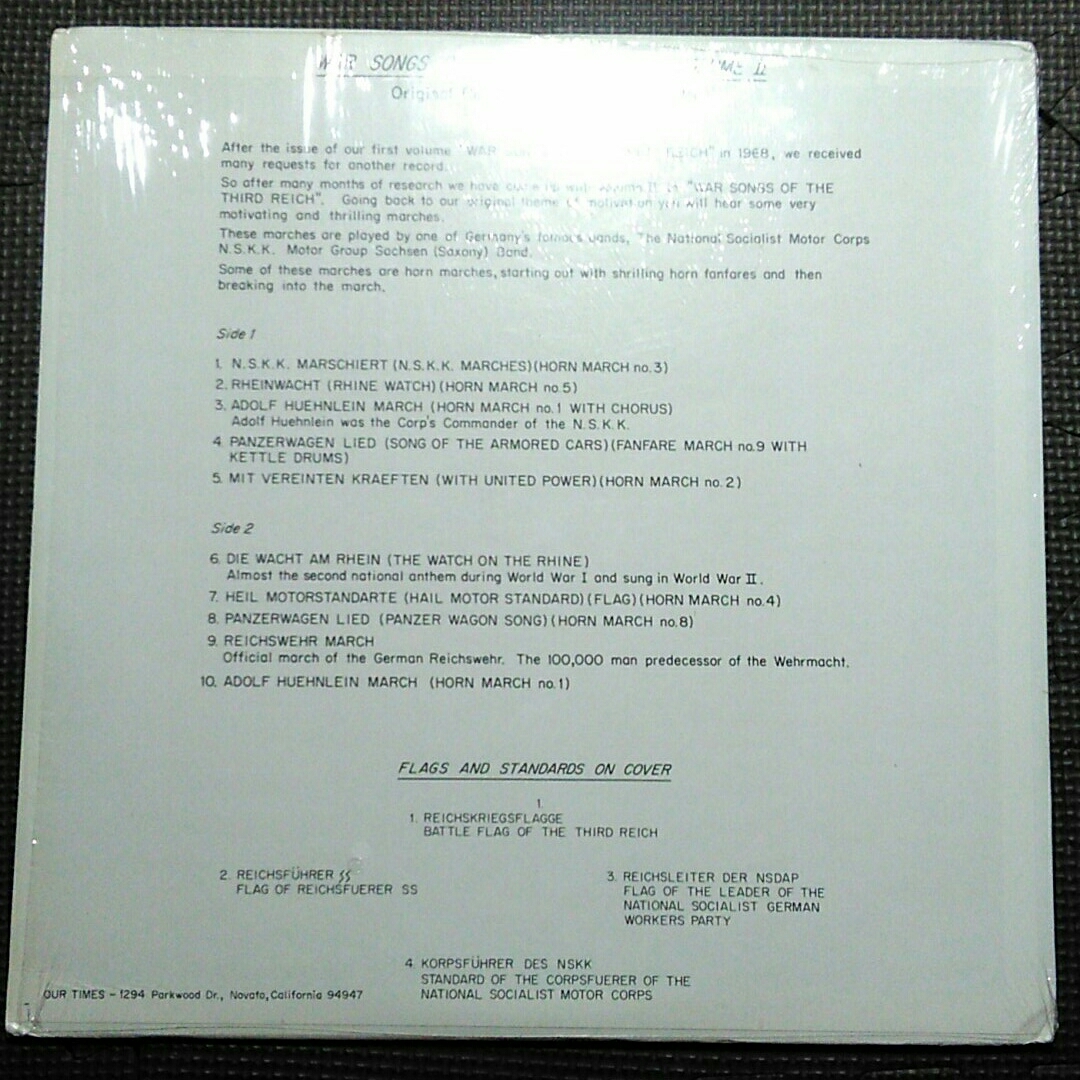 WAR SONGS II
Original
After the issue of our first volume "WAR REICH" in 1968, we received
many requests for another record.
So after many months of research we have come up with Volume II in "WAR SONGS OF THE
THIRD REICH". Going back to our original theme of motivation you will hear some very
motivating and thrilling marches.
These marches are played by one of Germany's famous bands, The National Socialist Motor Corps
N.S.K.K. Motor Group Sachsen (Saxony) Band.
Some of these marches are horn marches, starting out with shrilling horn fanfares and then
breaking into the march.
Side 1
1. N.S.K.K. MARSCHIERT (N.S.K.K. MARCHES)(HORN MARCH no.3)
2. RHEINWACHT (RHINE WATCH)(HORN MARCH no.5)
3. ADOLF HUEHNLEIN MARCH (HORN MARCH no.1 WITH CHORUS)
Adolf Huehnlein was the Corp's Commander of the N.S.K.K.
4. PANZERWAGEN LIED (SONG OF THE ARMORED CARS)(FANFARE MARCH no.9 WITH
KETTLE DRUMS)
5. MIT VEREINTEN KRAEFTEN (WITH UNITED POWER)(HORN MARCH no.2)
Side 2
6. DIE WACHT AM RHEIN (THE WATCH ON THE RHINE)
Almost the second national anthem during World War I and sung in World War II.
7. HEIL MOTORSTANDARTE (HAIL MOTOR STANDARD)(FLAG)(HORN MARCH no.4)
8. PANZERWAGEN LIED (PANZER WAGON SONG)(HORN MARCH no.8)
9. REICHSWEHR MARCH
Official march of the German Reichswehr. The 100,000 man predecessor of the Wehrmacht.
10. ADOLF HUEHNLEIN MARCH (HORN MARCH no.1)
FLAGS AND STANDARDS ON COVER
1.
1. REICHSKRIEGSFLAGGE
BATTLE FLAG OF THE THIRD REICH
2. REICHSFÜHRER SS
FLAG OF REICHSFUERER SS
3. REICHSLEITER DER NSDAP
FLAG OF THE LEADER OF THE
NATIONAL SOCIALIST GERMAN
WORKERS PARTY
4. KORPSFÜHRER DES NSKK
STANDARD OF THE CORPSFUERER OF THE
NATIONAL SOCIALIST MOTOR CORPS
OUR TIMES - 1294 Parkwood Dr., Novato, California 94947